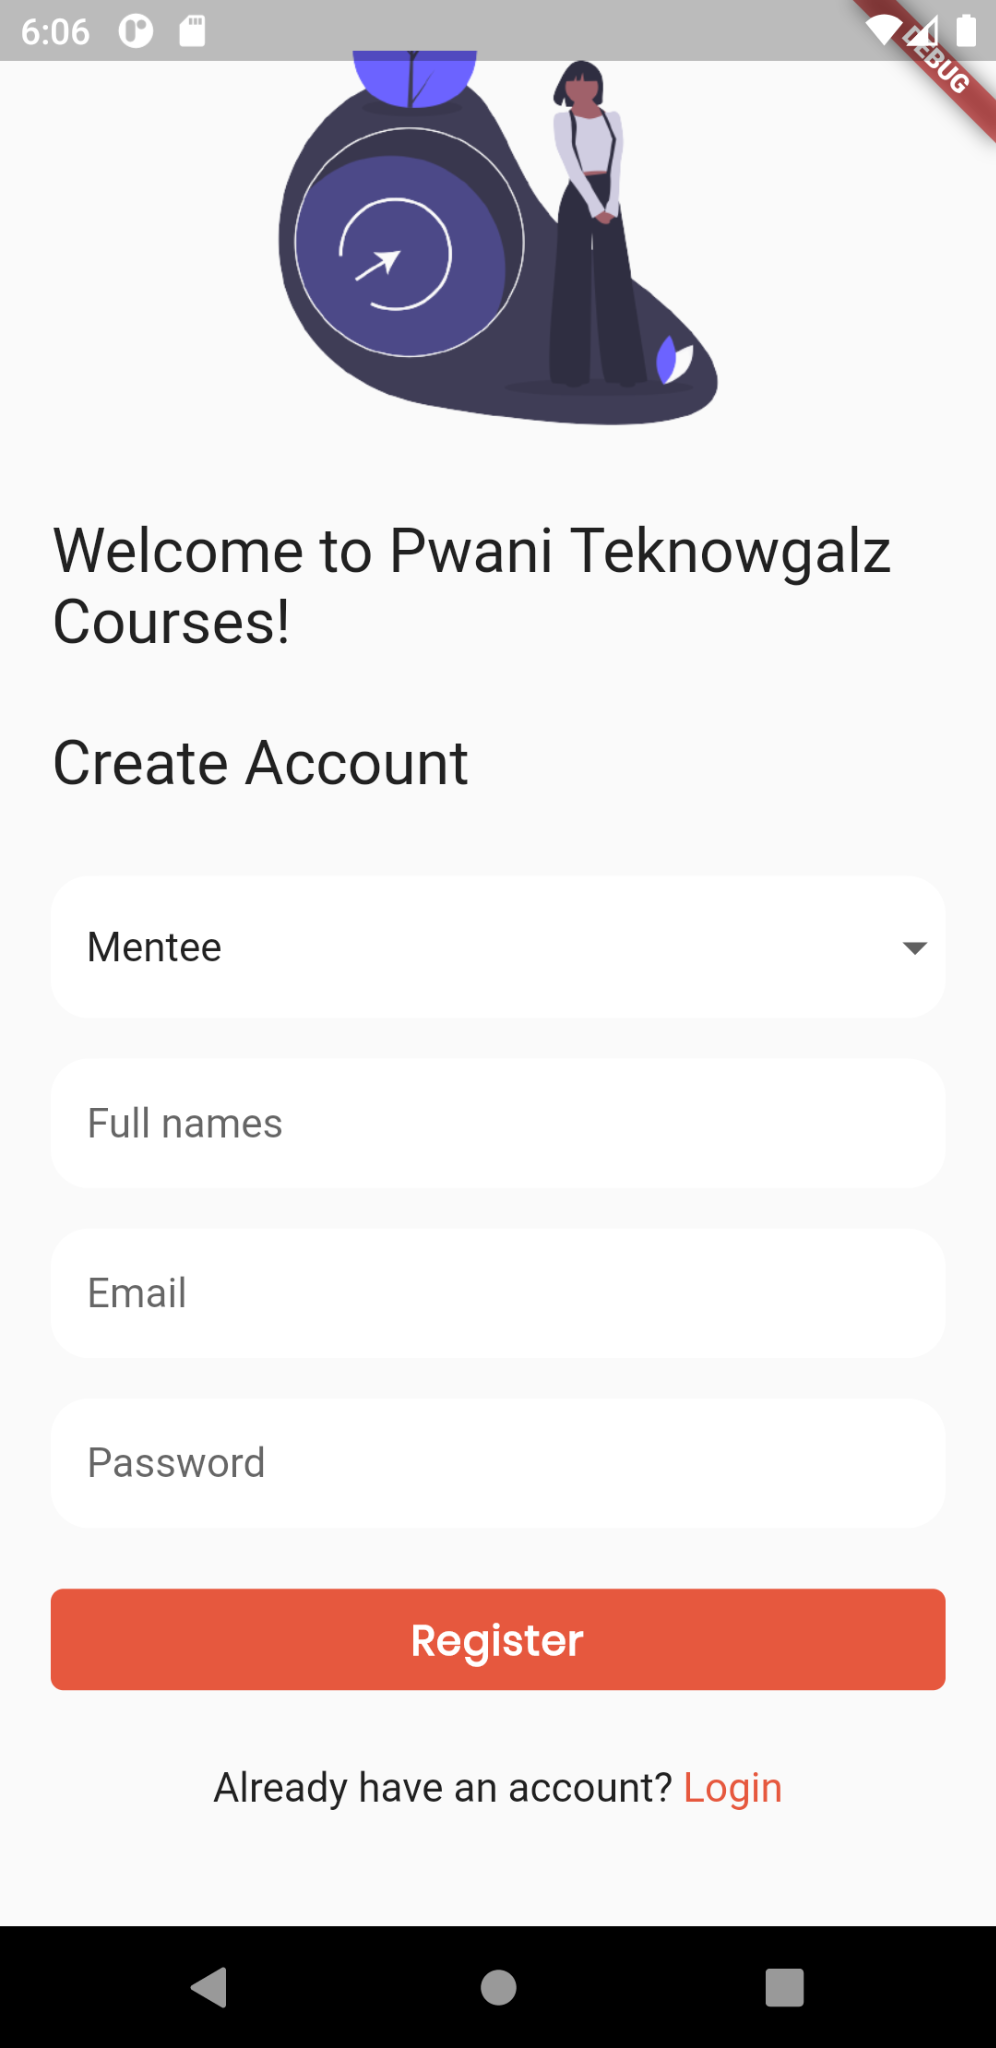 6:06
DEBUG
Welcome to Pwani Teknowgalz
Courses!
Create Account
Mentee
Full names
Email
Password
Register
Already have an account? Login